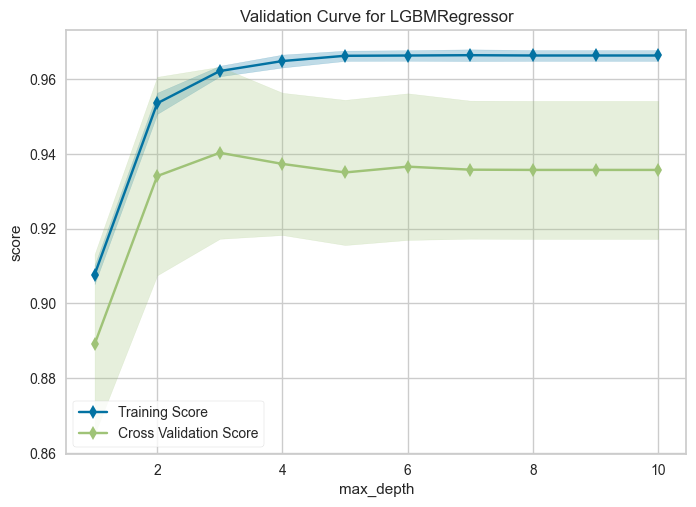 Validation Curve for LGBMRegressor
score
0.96
0.94
0.92
0.90
0.88
0.86
Training Score
Cross Validation Score
2
4
6
8
10
max_depth